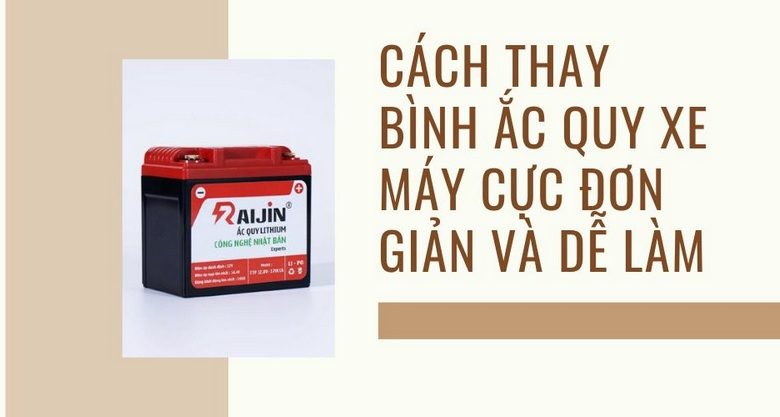 CÁCH THAY
BÌNH ẮC QUY XE
MÁY CỰC ĐƠN
GIẢN VÀ DỄ LÀM
RAIJIN®
ẮC QUY LITHIUM
CÔNG NGHỆ NHẬT BẢN
Experts
LI - PO